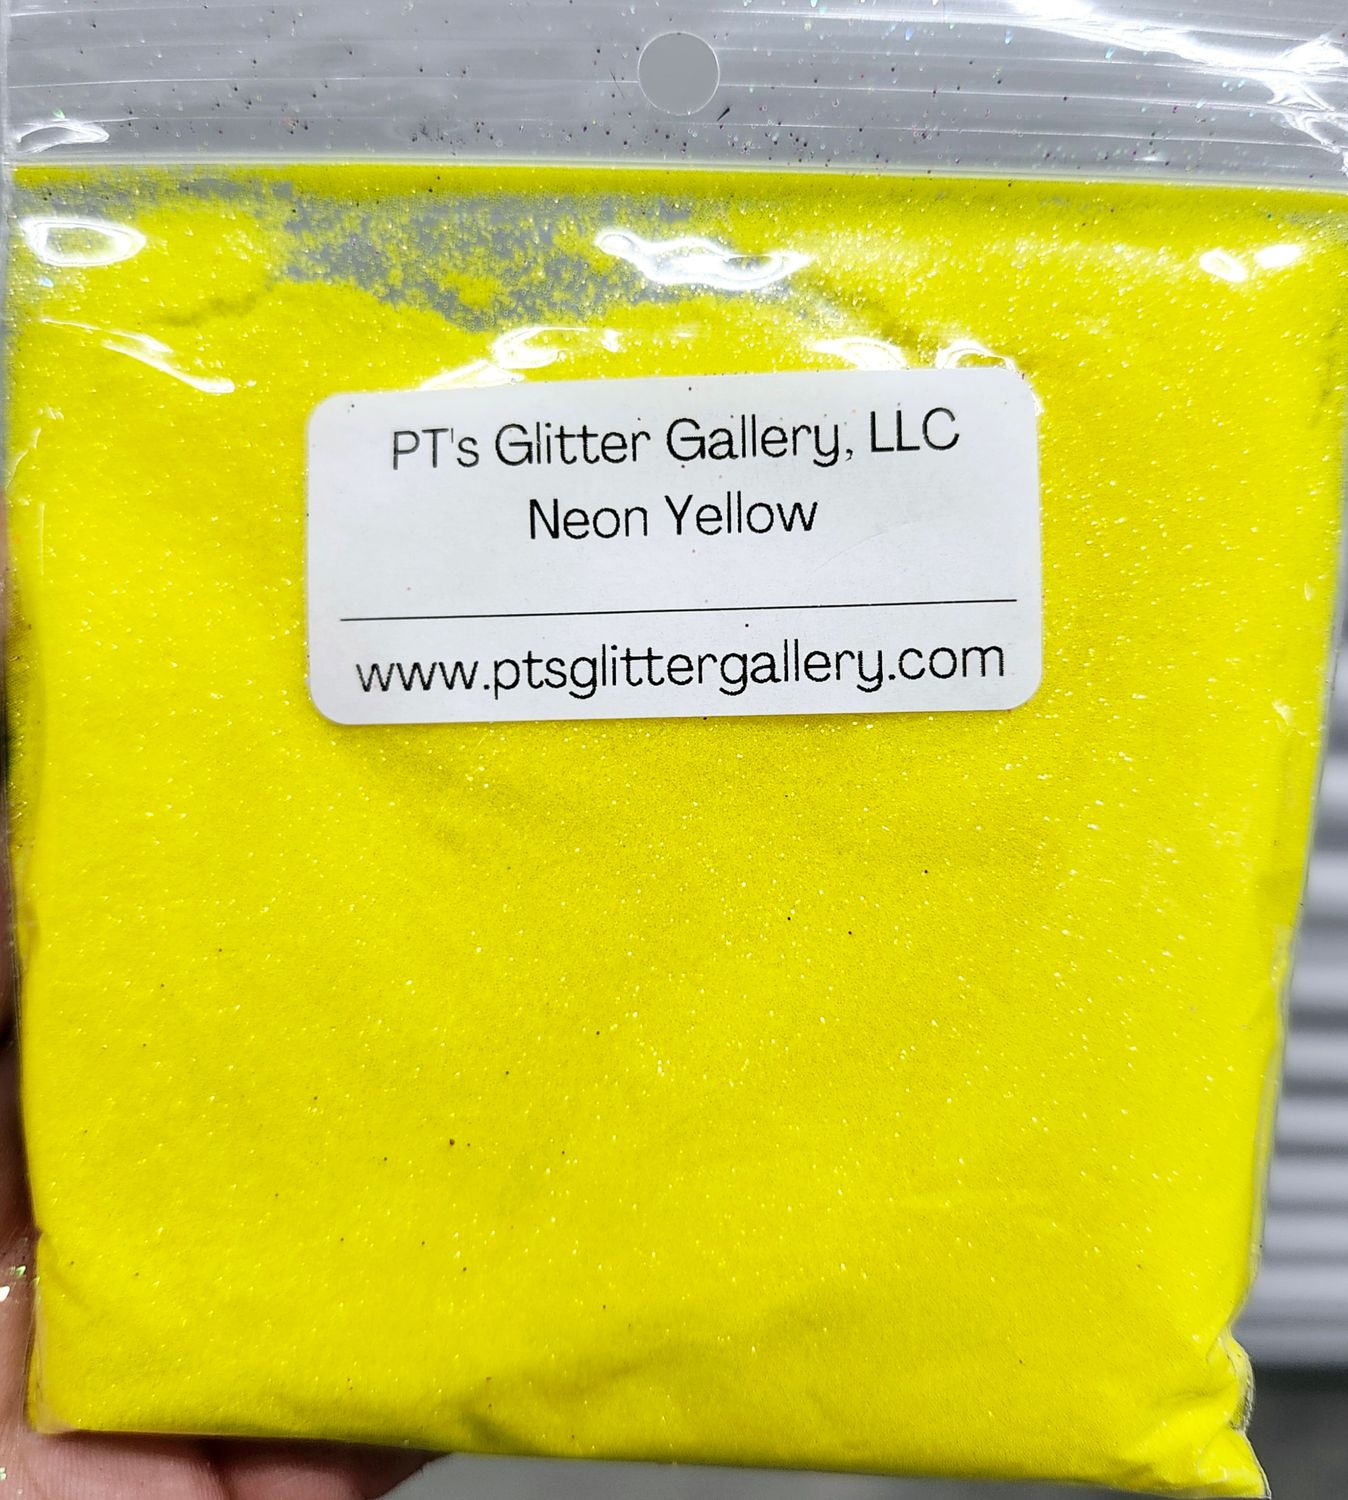 PT's Glitter Gallery, LLC
Neon Yellow
www.ptsglittergallery.com